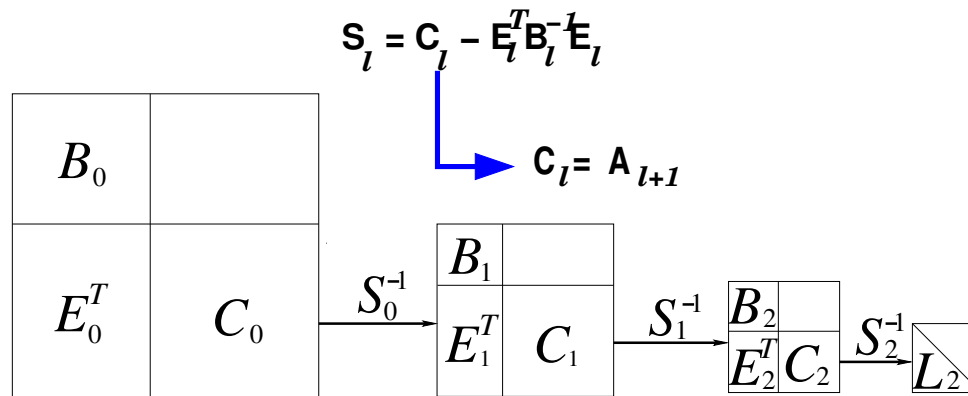 S_l = C_l – E_l^T B_l^{-1} E_l
C_l = A_{l+1}
B_0
E_0^T C_0
S_0^{-1}
B_1
E_1^T C_1
S_1^{-1}
B_2
E_2^T C_2
S_2^{-1}
L_2